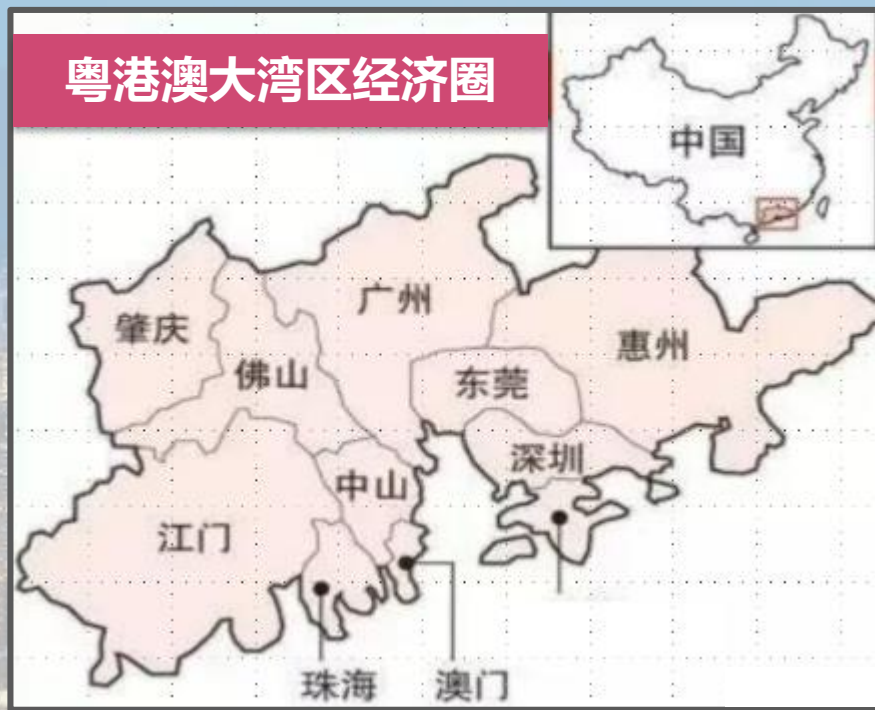 粤港澳大湾区经济圈
中国
广州
肇庆
惠州
佛山
东莞
深圳
中山
江门
珠海
澳门